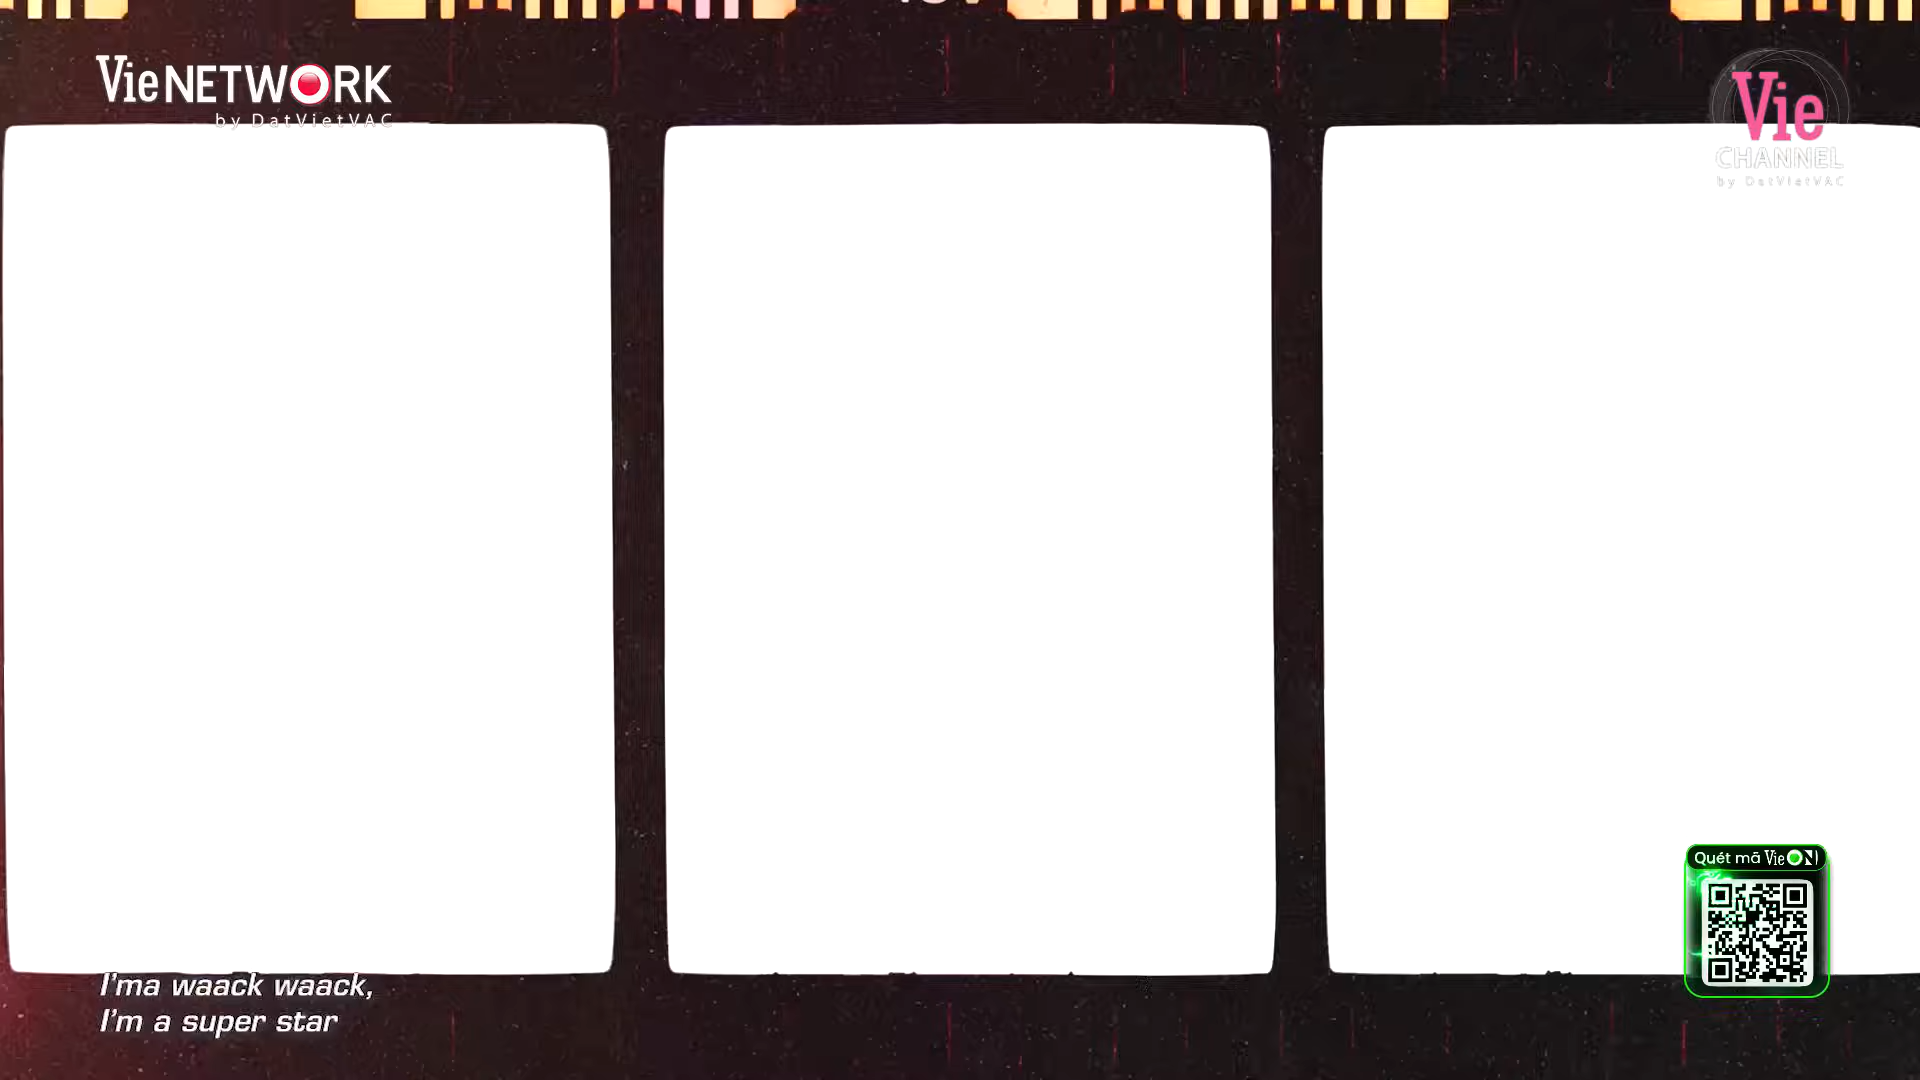 VieNETWORK
by DatVietVAC
Vie
CHANNEL
by DatVietVAC
Quét mã VieON
I'ma waack waack,
I'm a super star